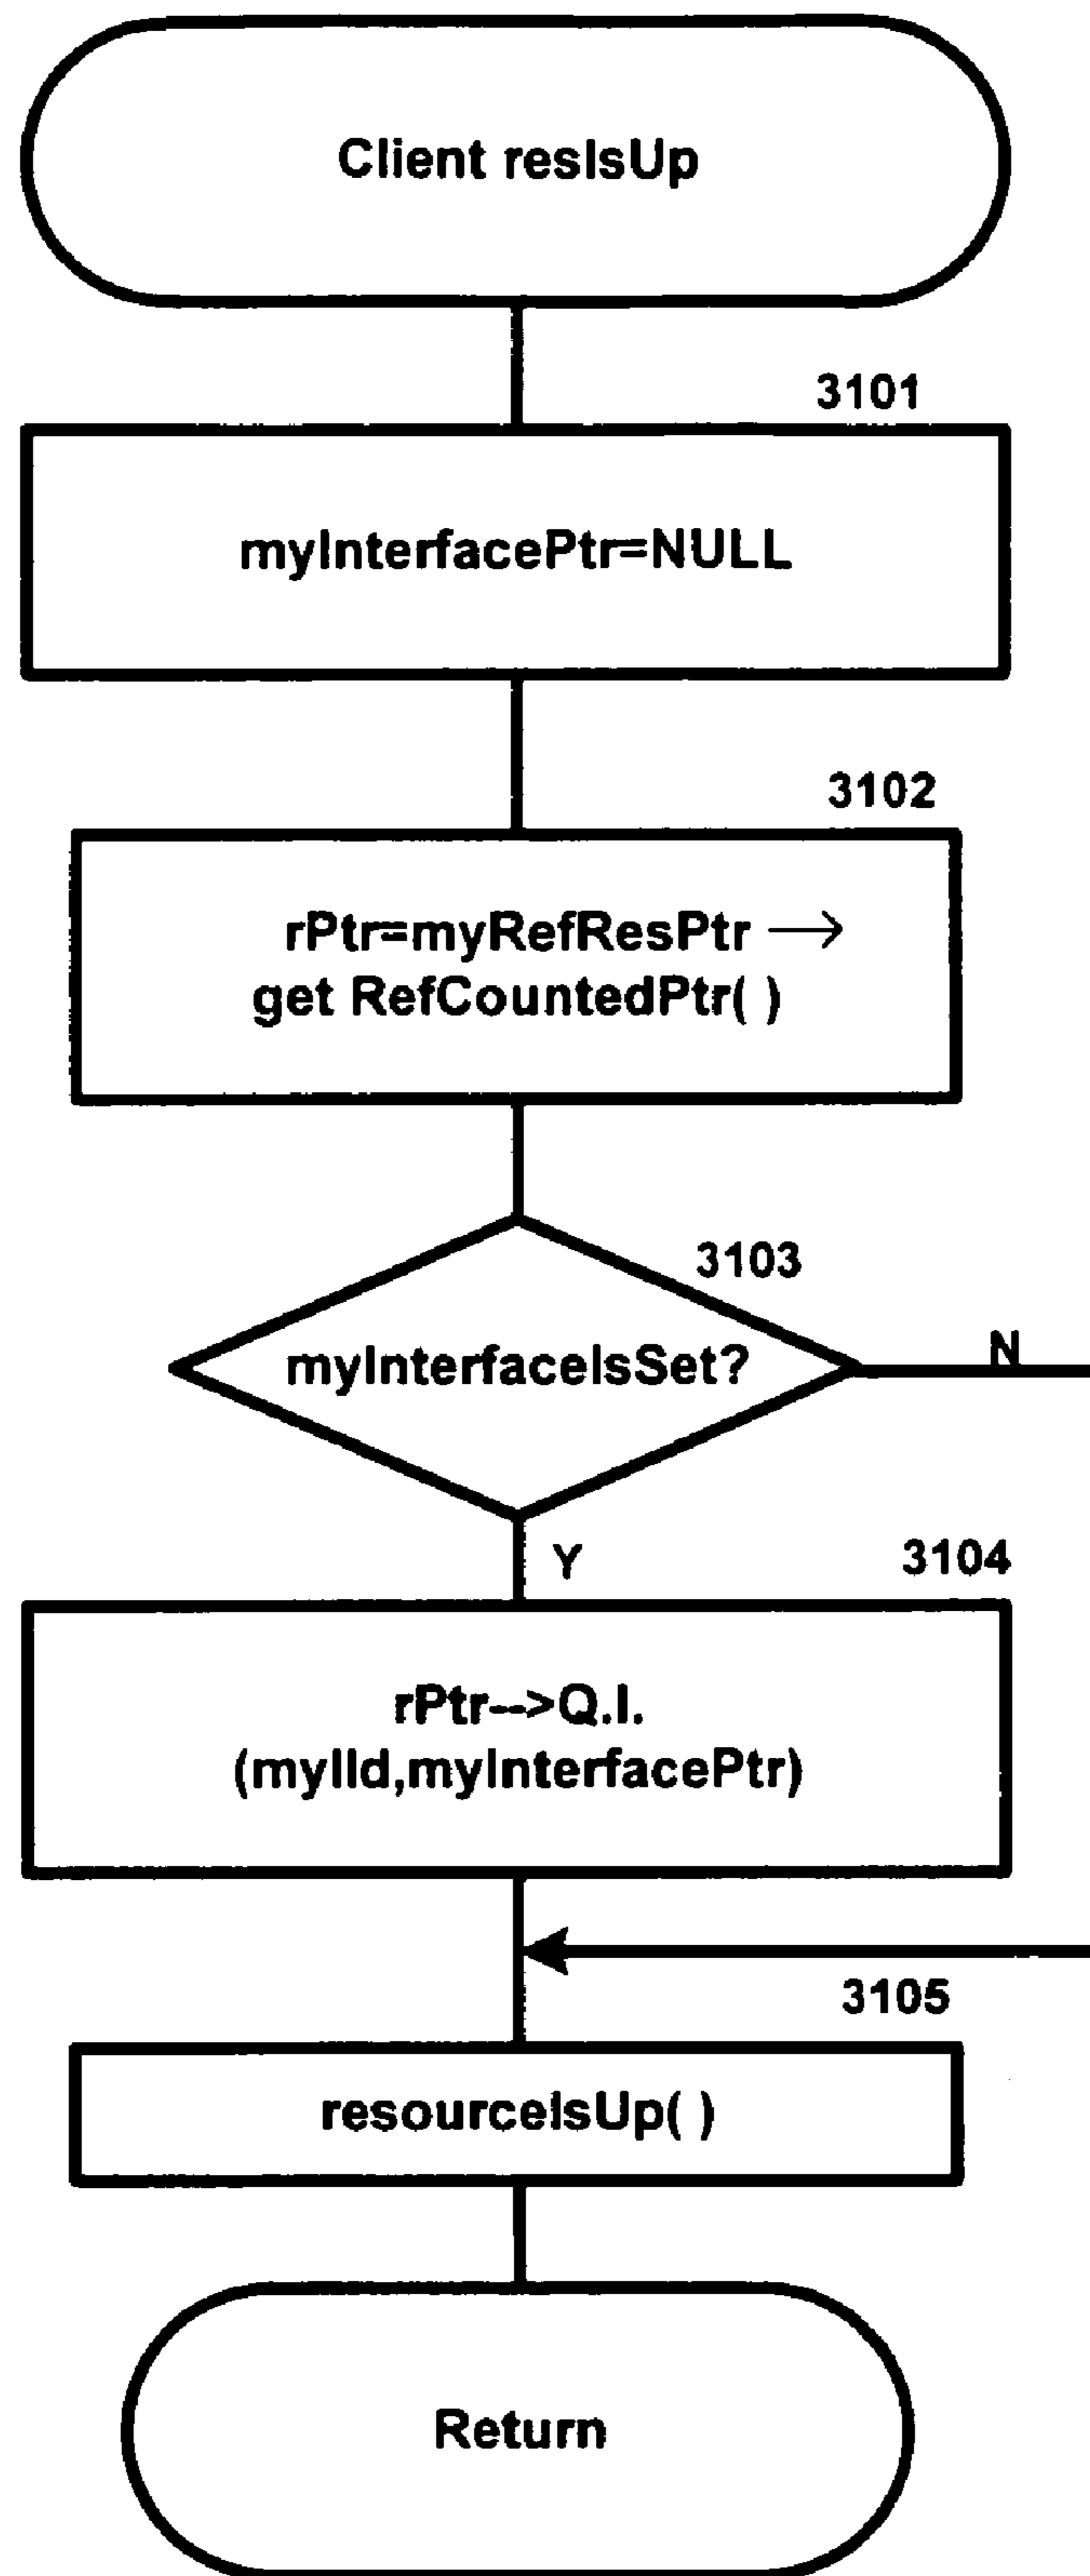 Client resIsUp
3101
myInterfacePtr=NULL
3102
rPtr=myRefResPtr →
get RefCountedPtr( )
3103
myInterfaceIsSet?
N
Y
3104
rPtr-->Q.I.
(myIId,myInterfacePtr)
3105
resourceIsUp( )
Return